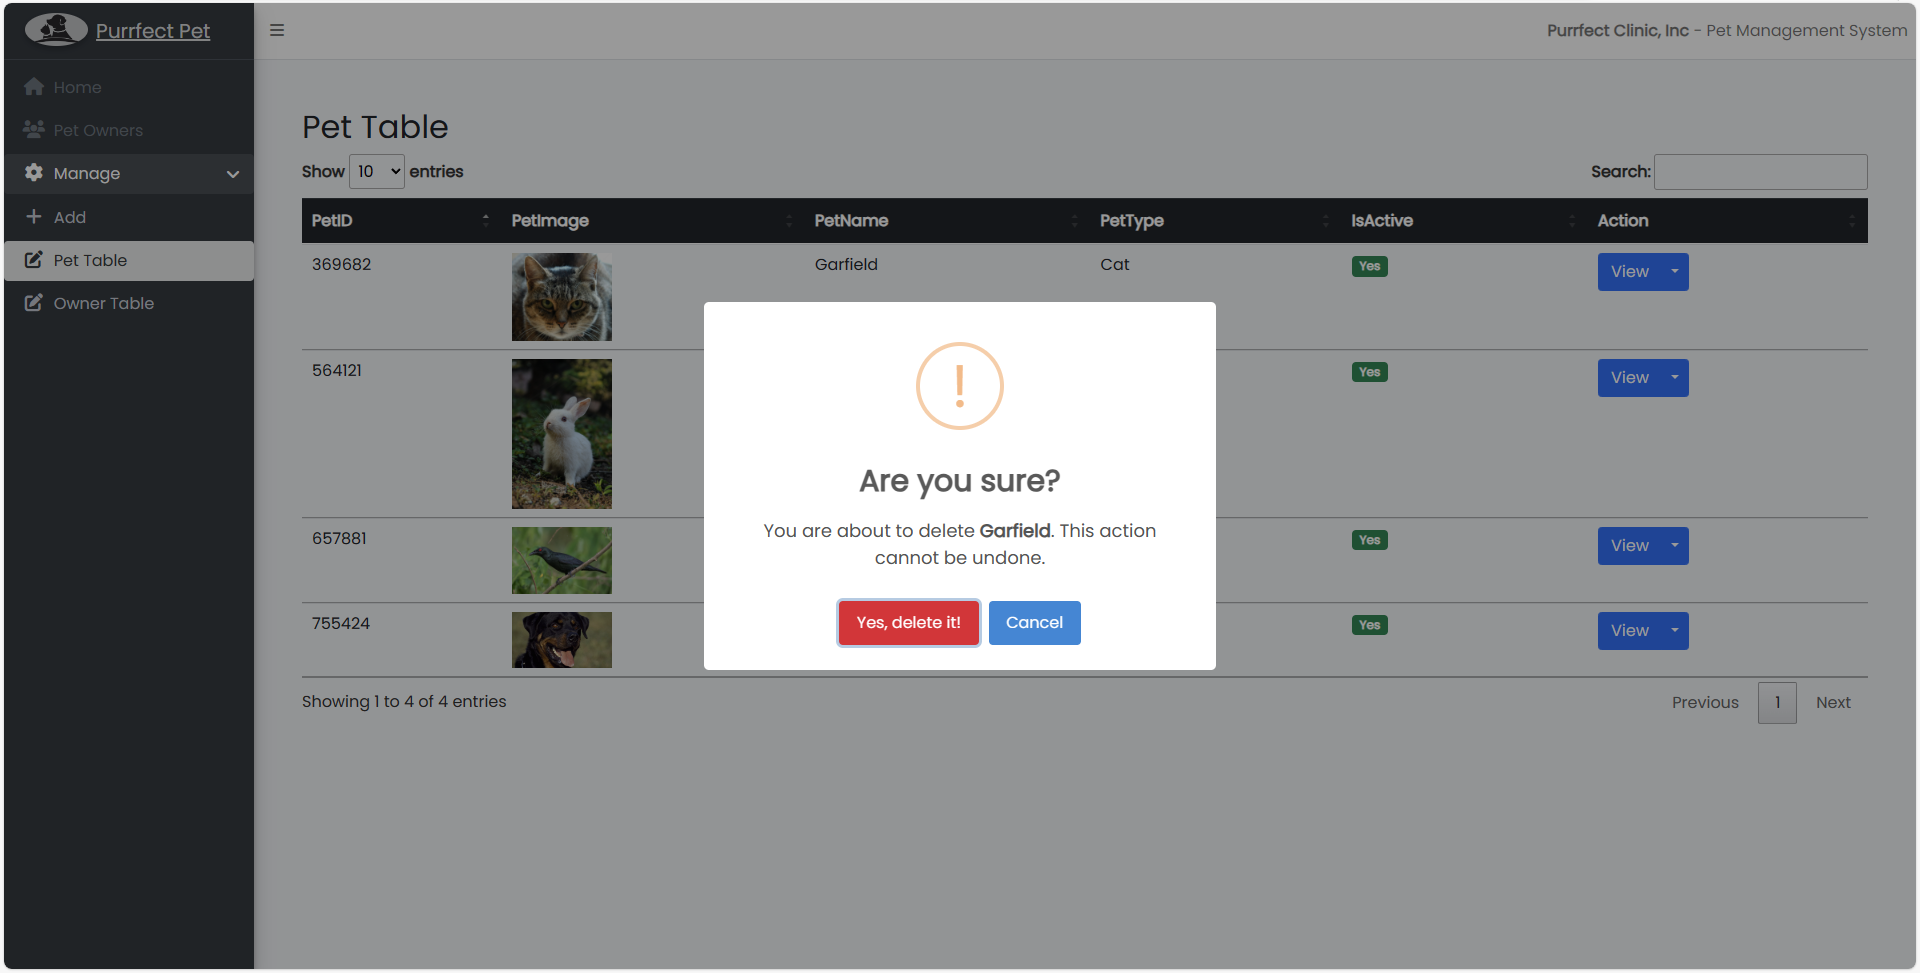 Purrfect Pet
Purrfect Clinic, Inc - Pet Management System
Home
Pet Owners
Manage
Add
Pet Table
Owner Table
Pet Table
Show 10 entries
Search:
PetID PetImage PetName PetType IsActive Action
369682 Garfield Cat Yes View
564121 Yes View
657881 Yes View
755424 Yes View
!
Are you sure?
You are about to delete Garfield. This action
cannot be undone.
Yes, delete it! Cancel
Showing 1 to 4 of 4 entries
Previous 1 Next